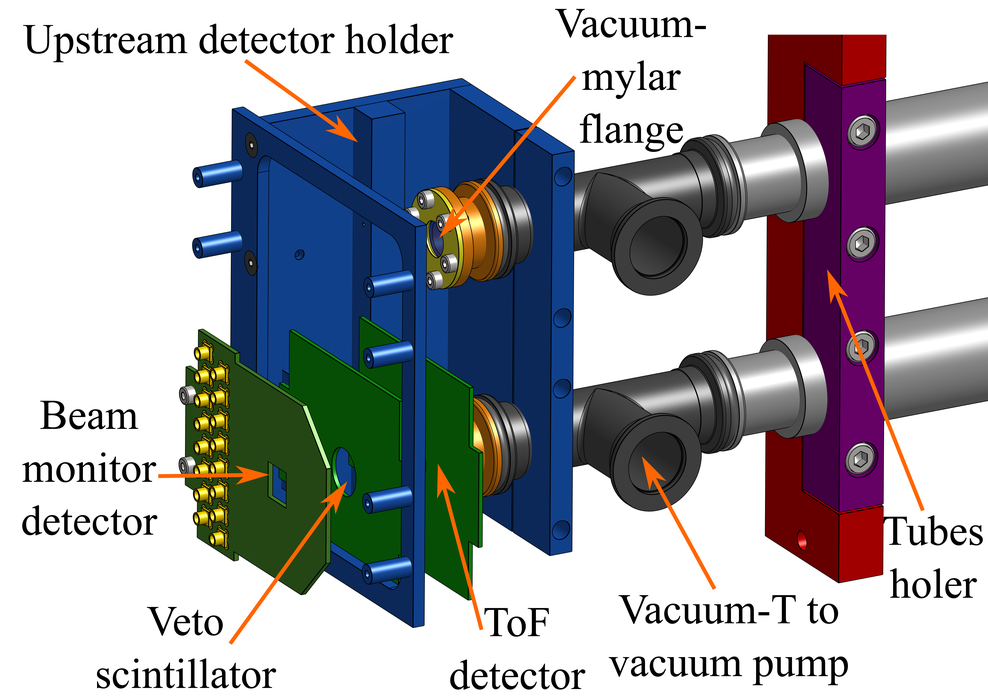 Upstream detector holder
Vacuum-
mylar
flange
Beam
monitor
detector
Veto
scintillator
ToF
detector
Vacuum-T to
vacuum pump
Tubes
holer